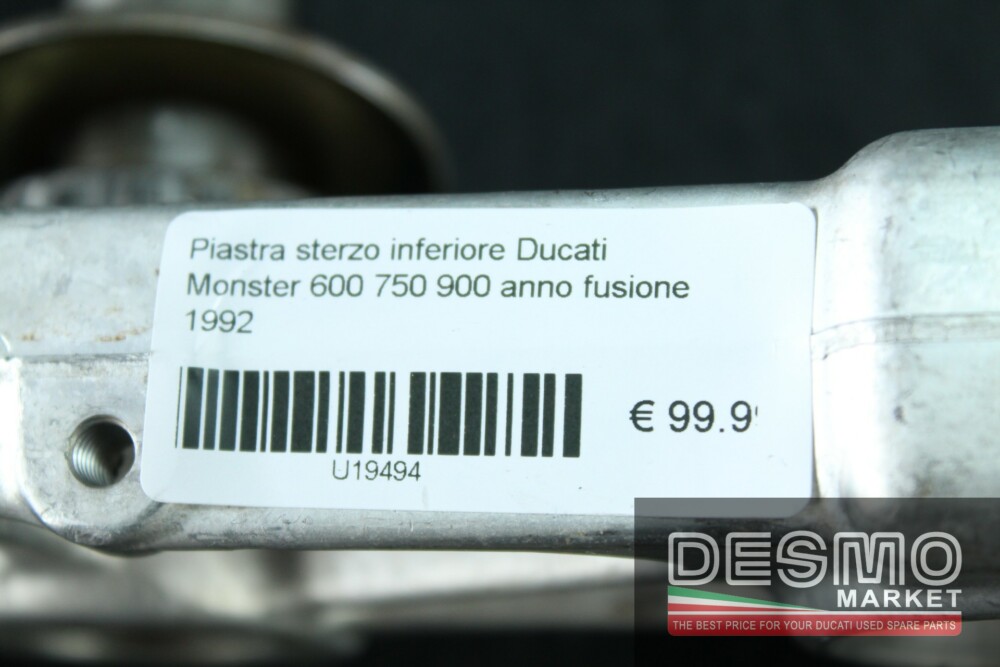 Piastra sterzo inferiore Ducati
Monster 600 750 900 anno fusione
1992
€ 99.9
U19494
DESMO
MARKET
THE BEST PRICE FOR YOUR DUCATI USED SPARE PARTS